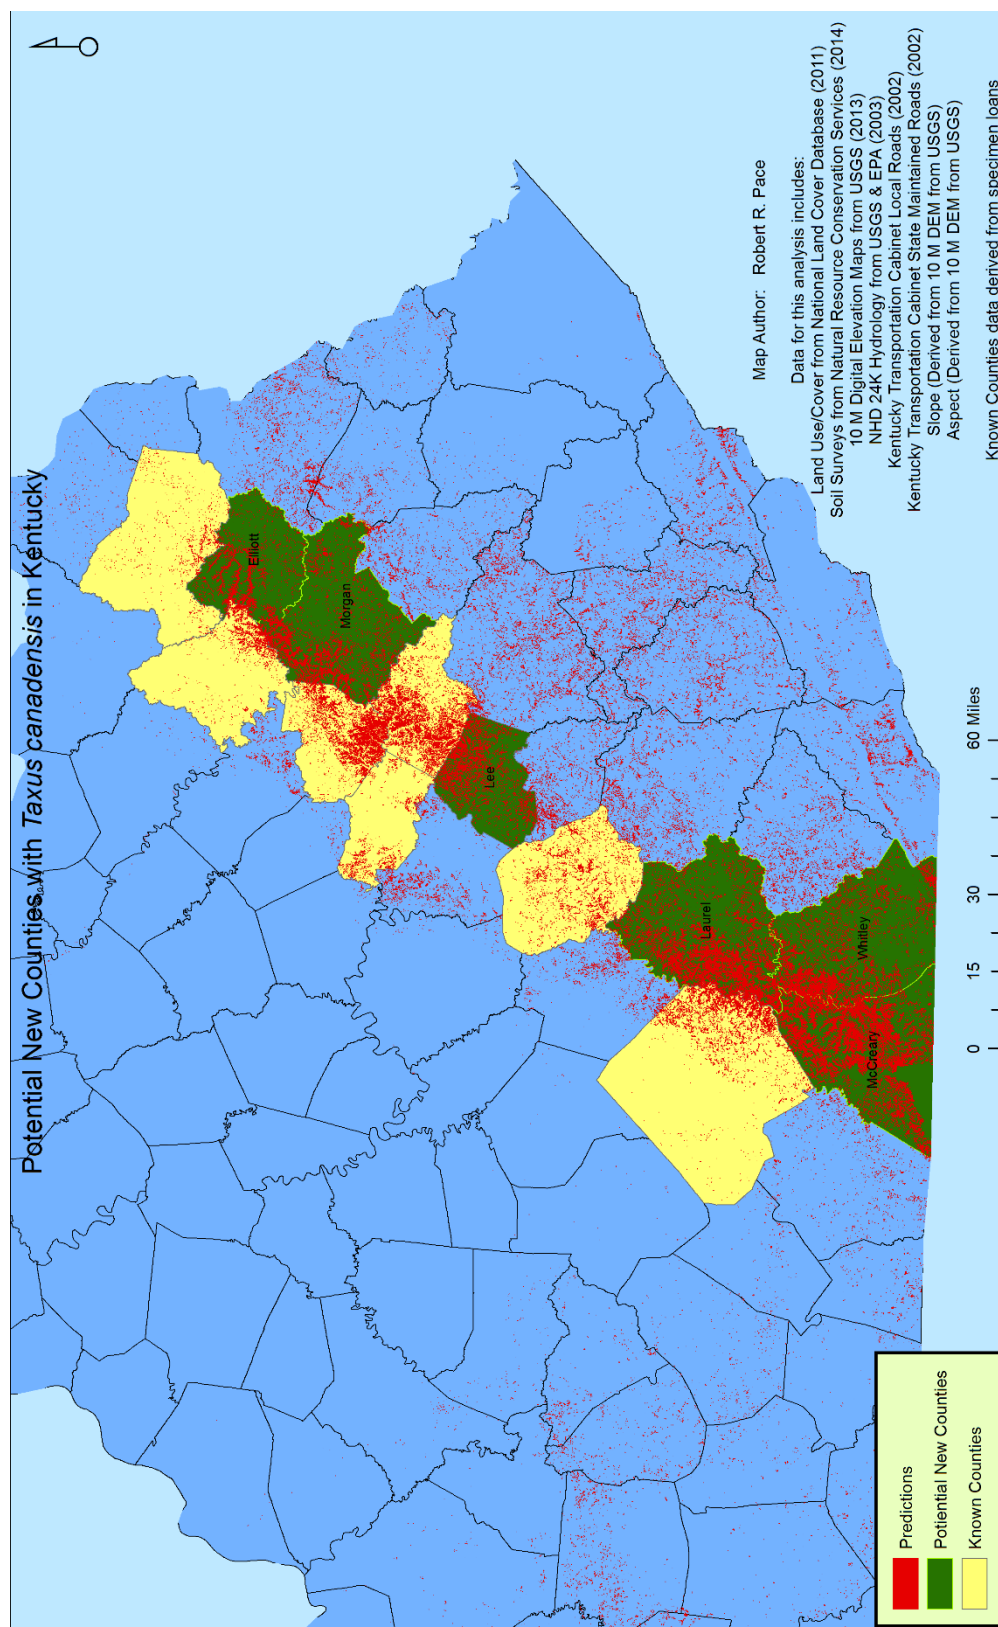 Potential New Counties with Taxus canadensis in Kentucky
Elliott
Morgan
Lee
Laurel
Whitley
McCreary
Map Author: Robert R. Pace
Data for this analysis includes:
Land Use/Cover from National Land Cover Database (2011)
Soil Surveys from Natural Resource Conservation Services (2014)
10 M Digital Elevation Maps from USGS (2013)
NHD 24K Hydrology from USGS & EPA (2003)
Kentucky Transportation Cabinet Local Roads (2002)
Kentucky Transportation Cabinet State Maintained Roads (2002)
Slope (Derived from 10 M DEM from USGS)
Aspect (Derived from 10 M DEM from USGS)
Known Counties data derived from specimen loans
0 15 30 60 Miles
Predictions
Potiential New Counties
Known Counties